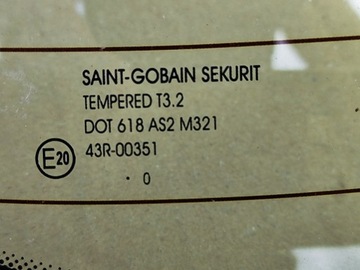 SAINT-GOBAIN SEKURIT
TEMPERED T3.2
DOT 618 AS2 M321
E20 43R-00351
. 0